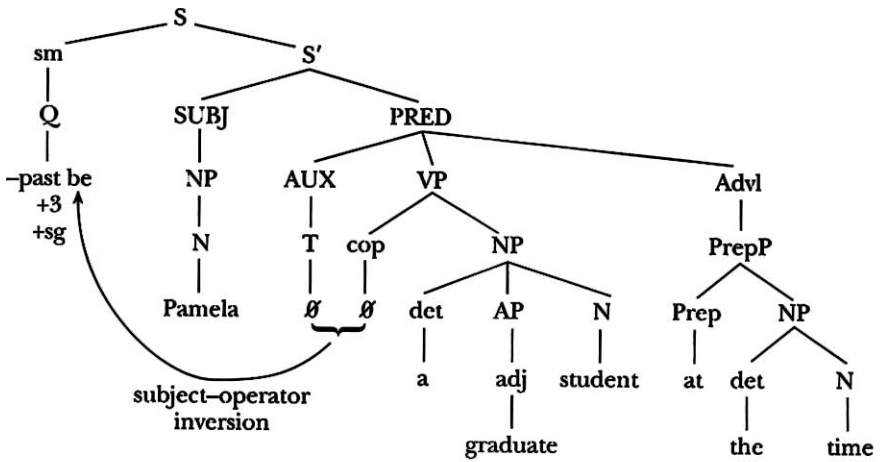 S
sm S'
Q SUBJ PRED
–past be NP AUX VP Advl
+3
+sg N T cop NP PrepP
Pamela Ø Ø det AP N Prep NP
subject–operator a adj student at det N
inversion graduate the time